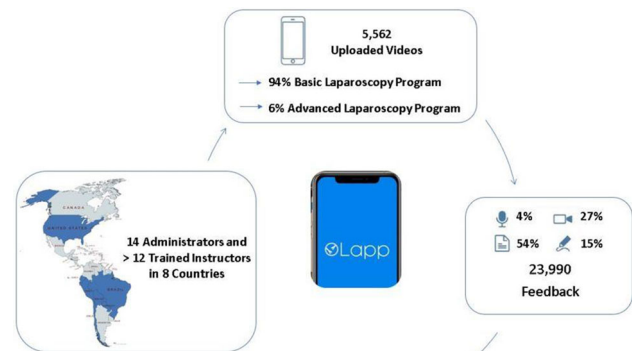 5,562
Uploaded Videos
94% Basic Laparoscopy Program
6% Advanced Laparoscopy Program
CANADA
UNITED STATES
BRAZIL
14 Administrators and
> 12 Trained Instructors
in 8 Countries
Lapp
4% 27%
54% 15%
23,990
Feedback